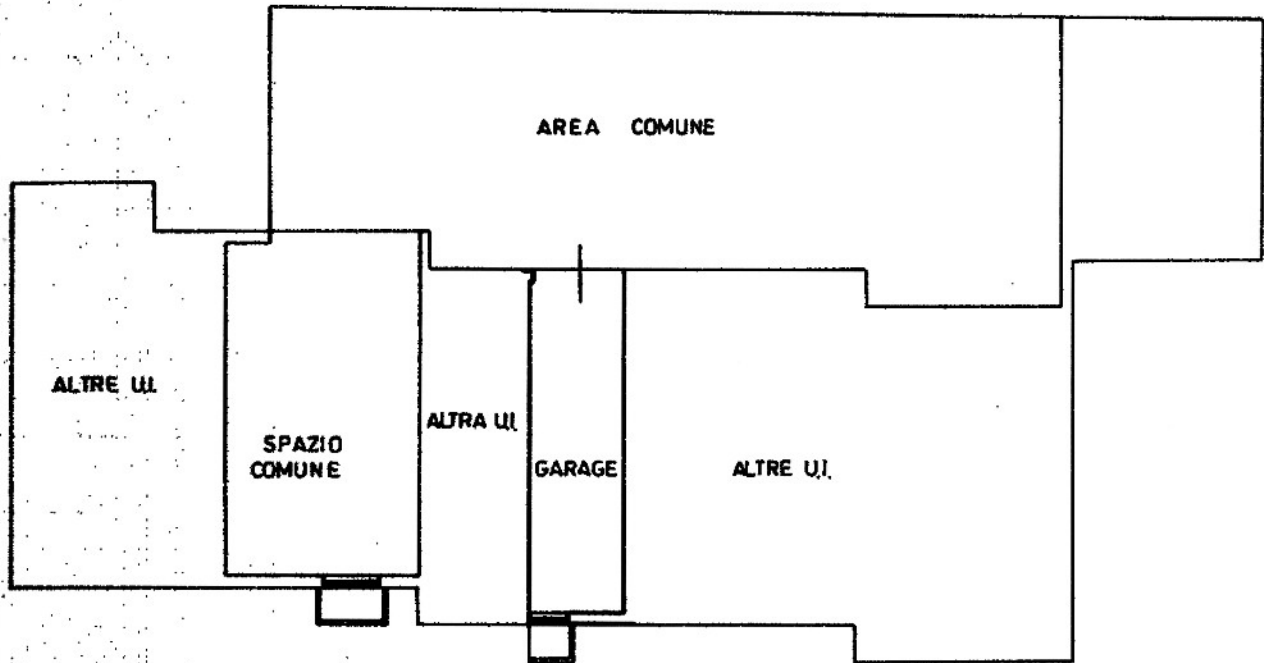 AREA COMUNE
ALTRE U.I.
SPAZIO
COMUNE
ALTRA U.I.
GARAGE
ALTRE U.I.